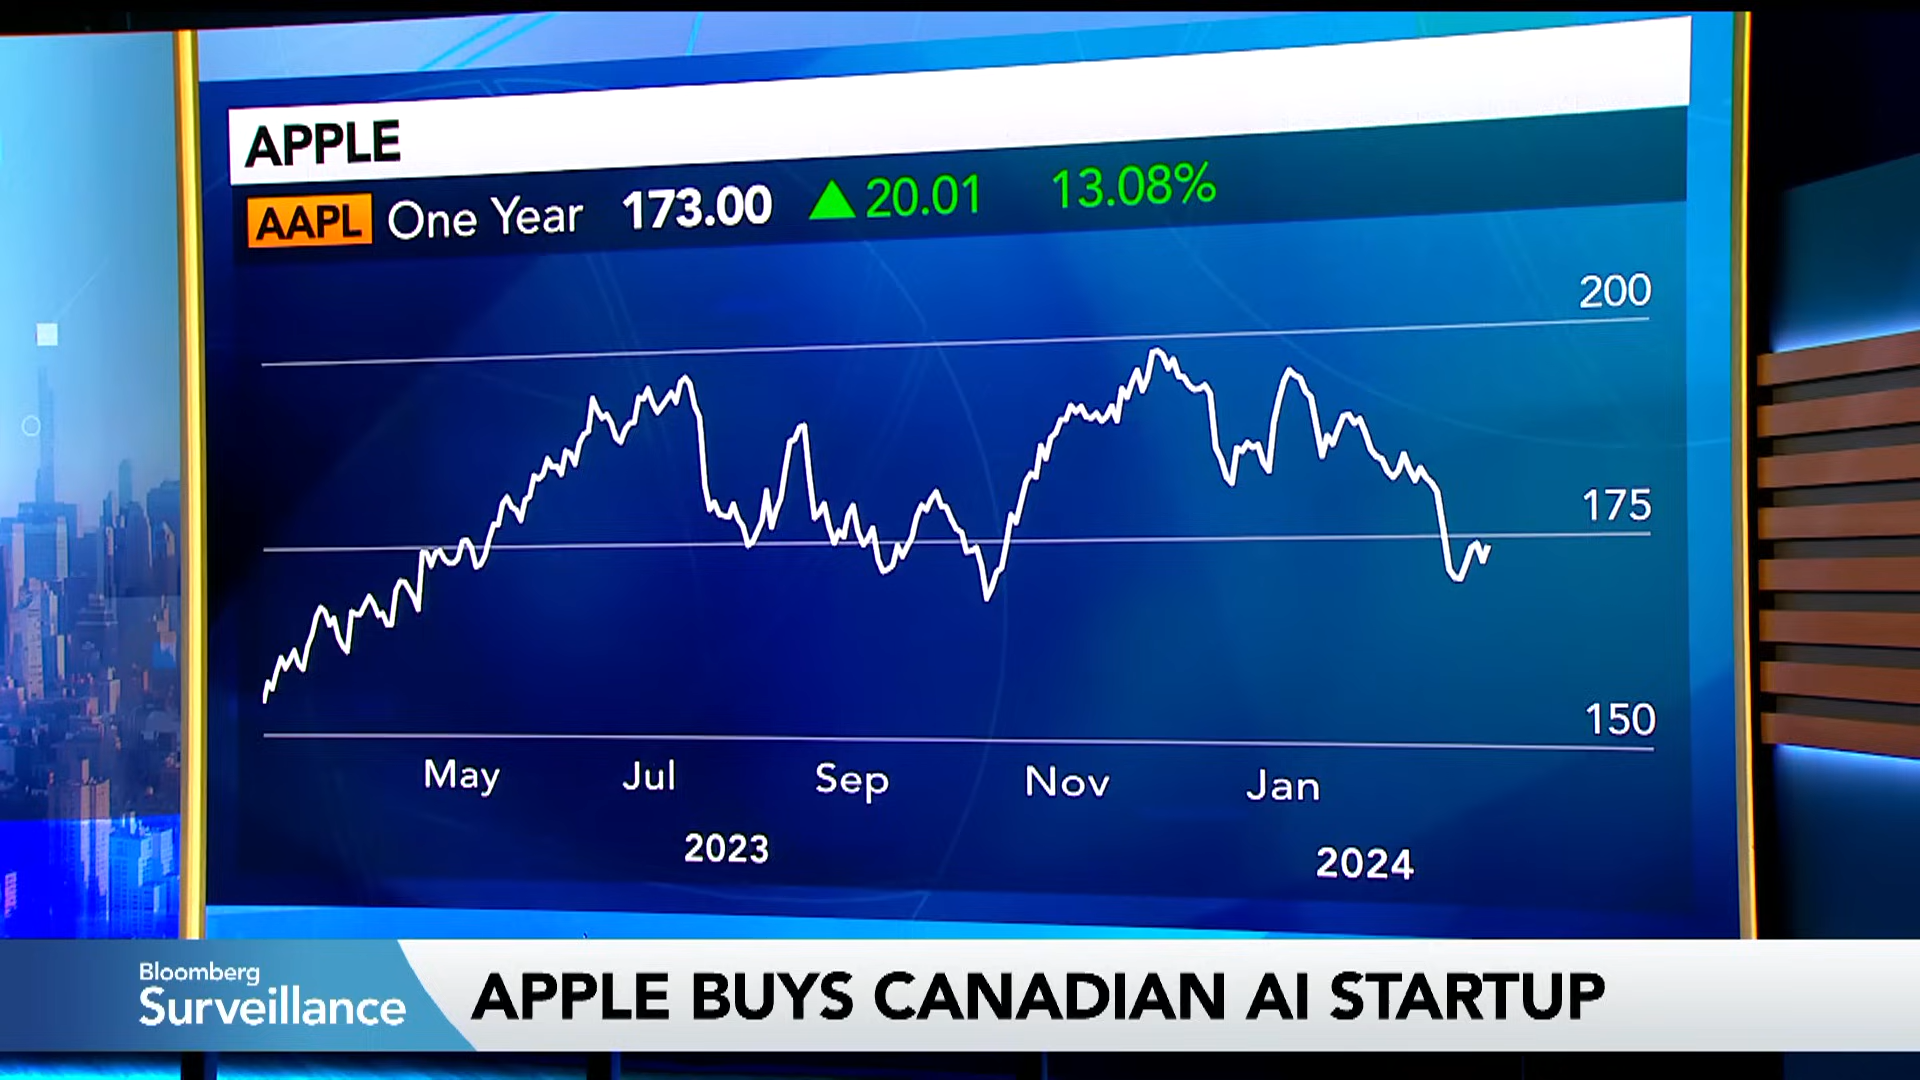 APPLE
AAPL One Year 173.00 ▲20.01 13.08%
200
175
150
May Jul Sep Nov Jan
2023 2024
Bloomberg
Surveillance
APPLE BUYS CANADIAN AI STARTUP